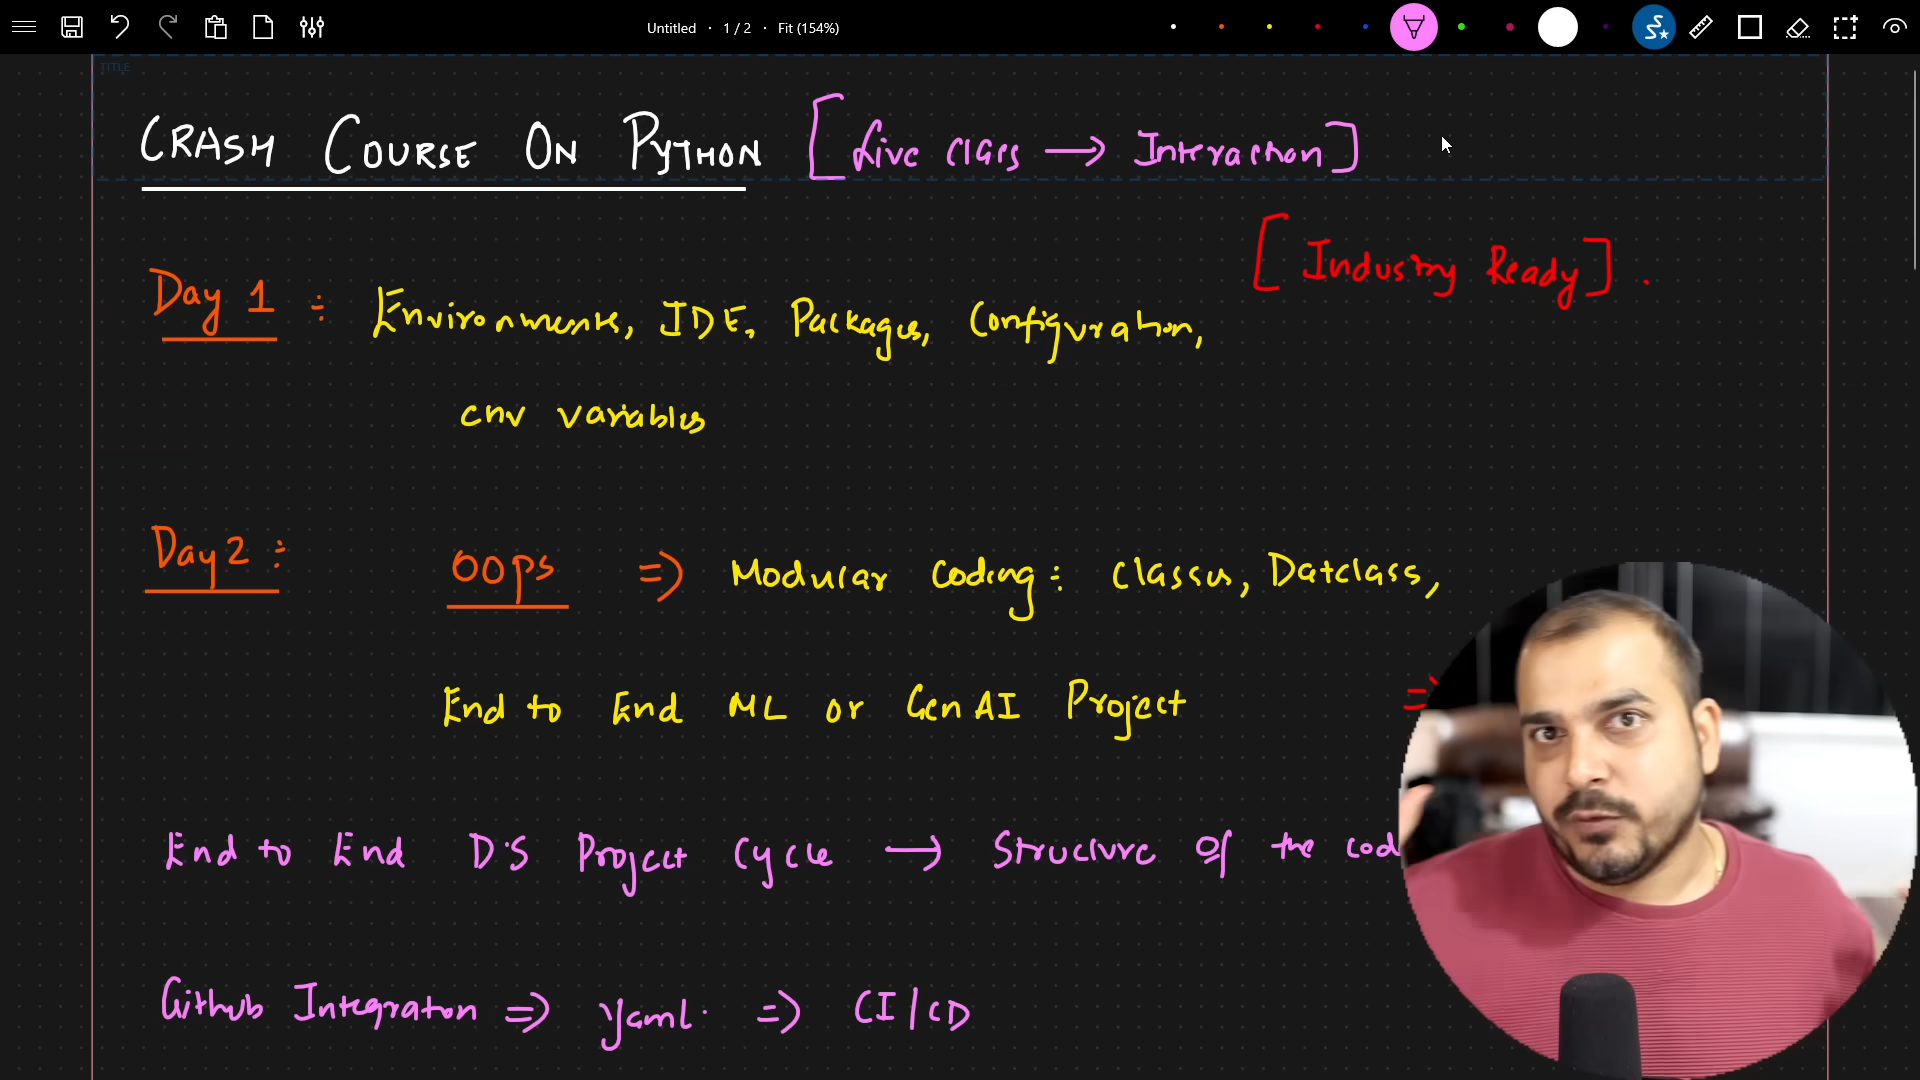 Untitled · 1 / 2 · Fit (154%)
TITLE
CRASH COURSE ON PYTHON [Live class → Interaction]
[Industry Ready].
Day 1 : Environments, IDE, Packages, Configuration,
env variables
Day 2 : OOps => Modular Coding : classes, Datclass,
End to End ML or Gen AI Project =>
End to End D.S Project Cycle → Structure of the cod
Github Integration => yaml. => CI/CD